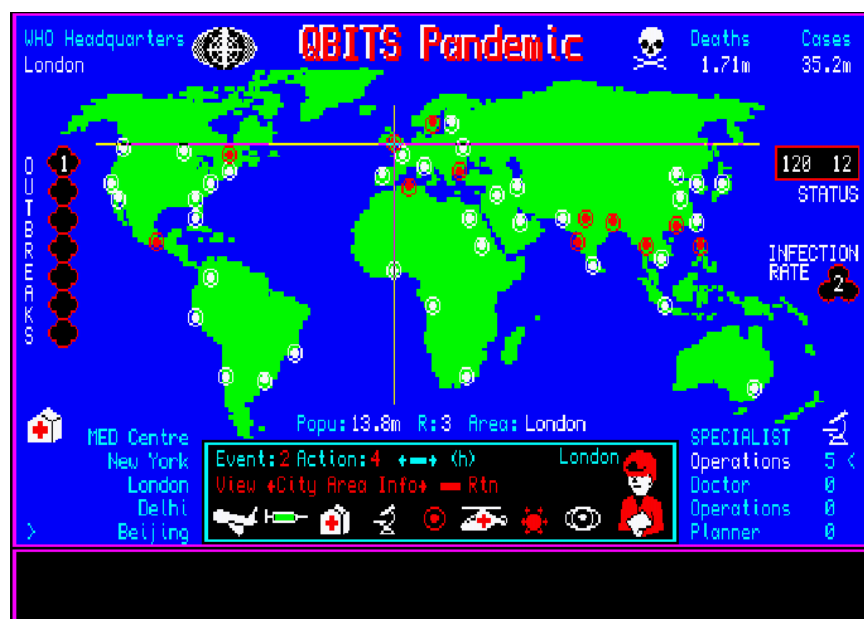 WHO Headquarters
London
QBITS Pandemic
Deaths Cases
1.71m 35.2m
OUTBREAKS
1
120 12
STATUS
INFECTION
RATE
2
Popu:13.8m R:3 Area:London
MED Centre
New York
London
Delhi
> Beijing
Event:2 Action:4 (h) London
View City Area Info Rtn
SPECIALIST
Operations 5 <
Doctor 0
Operations 0
Planner 0